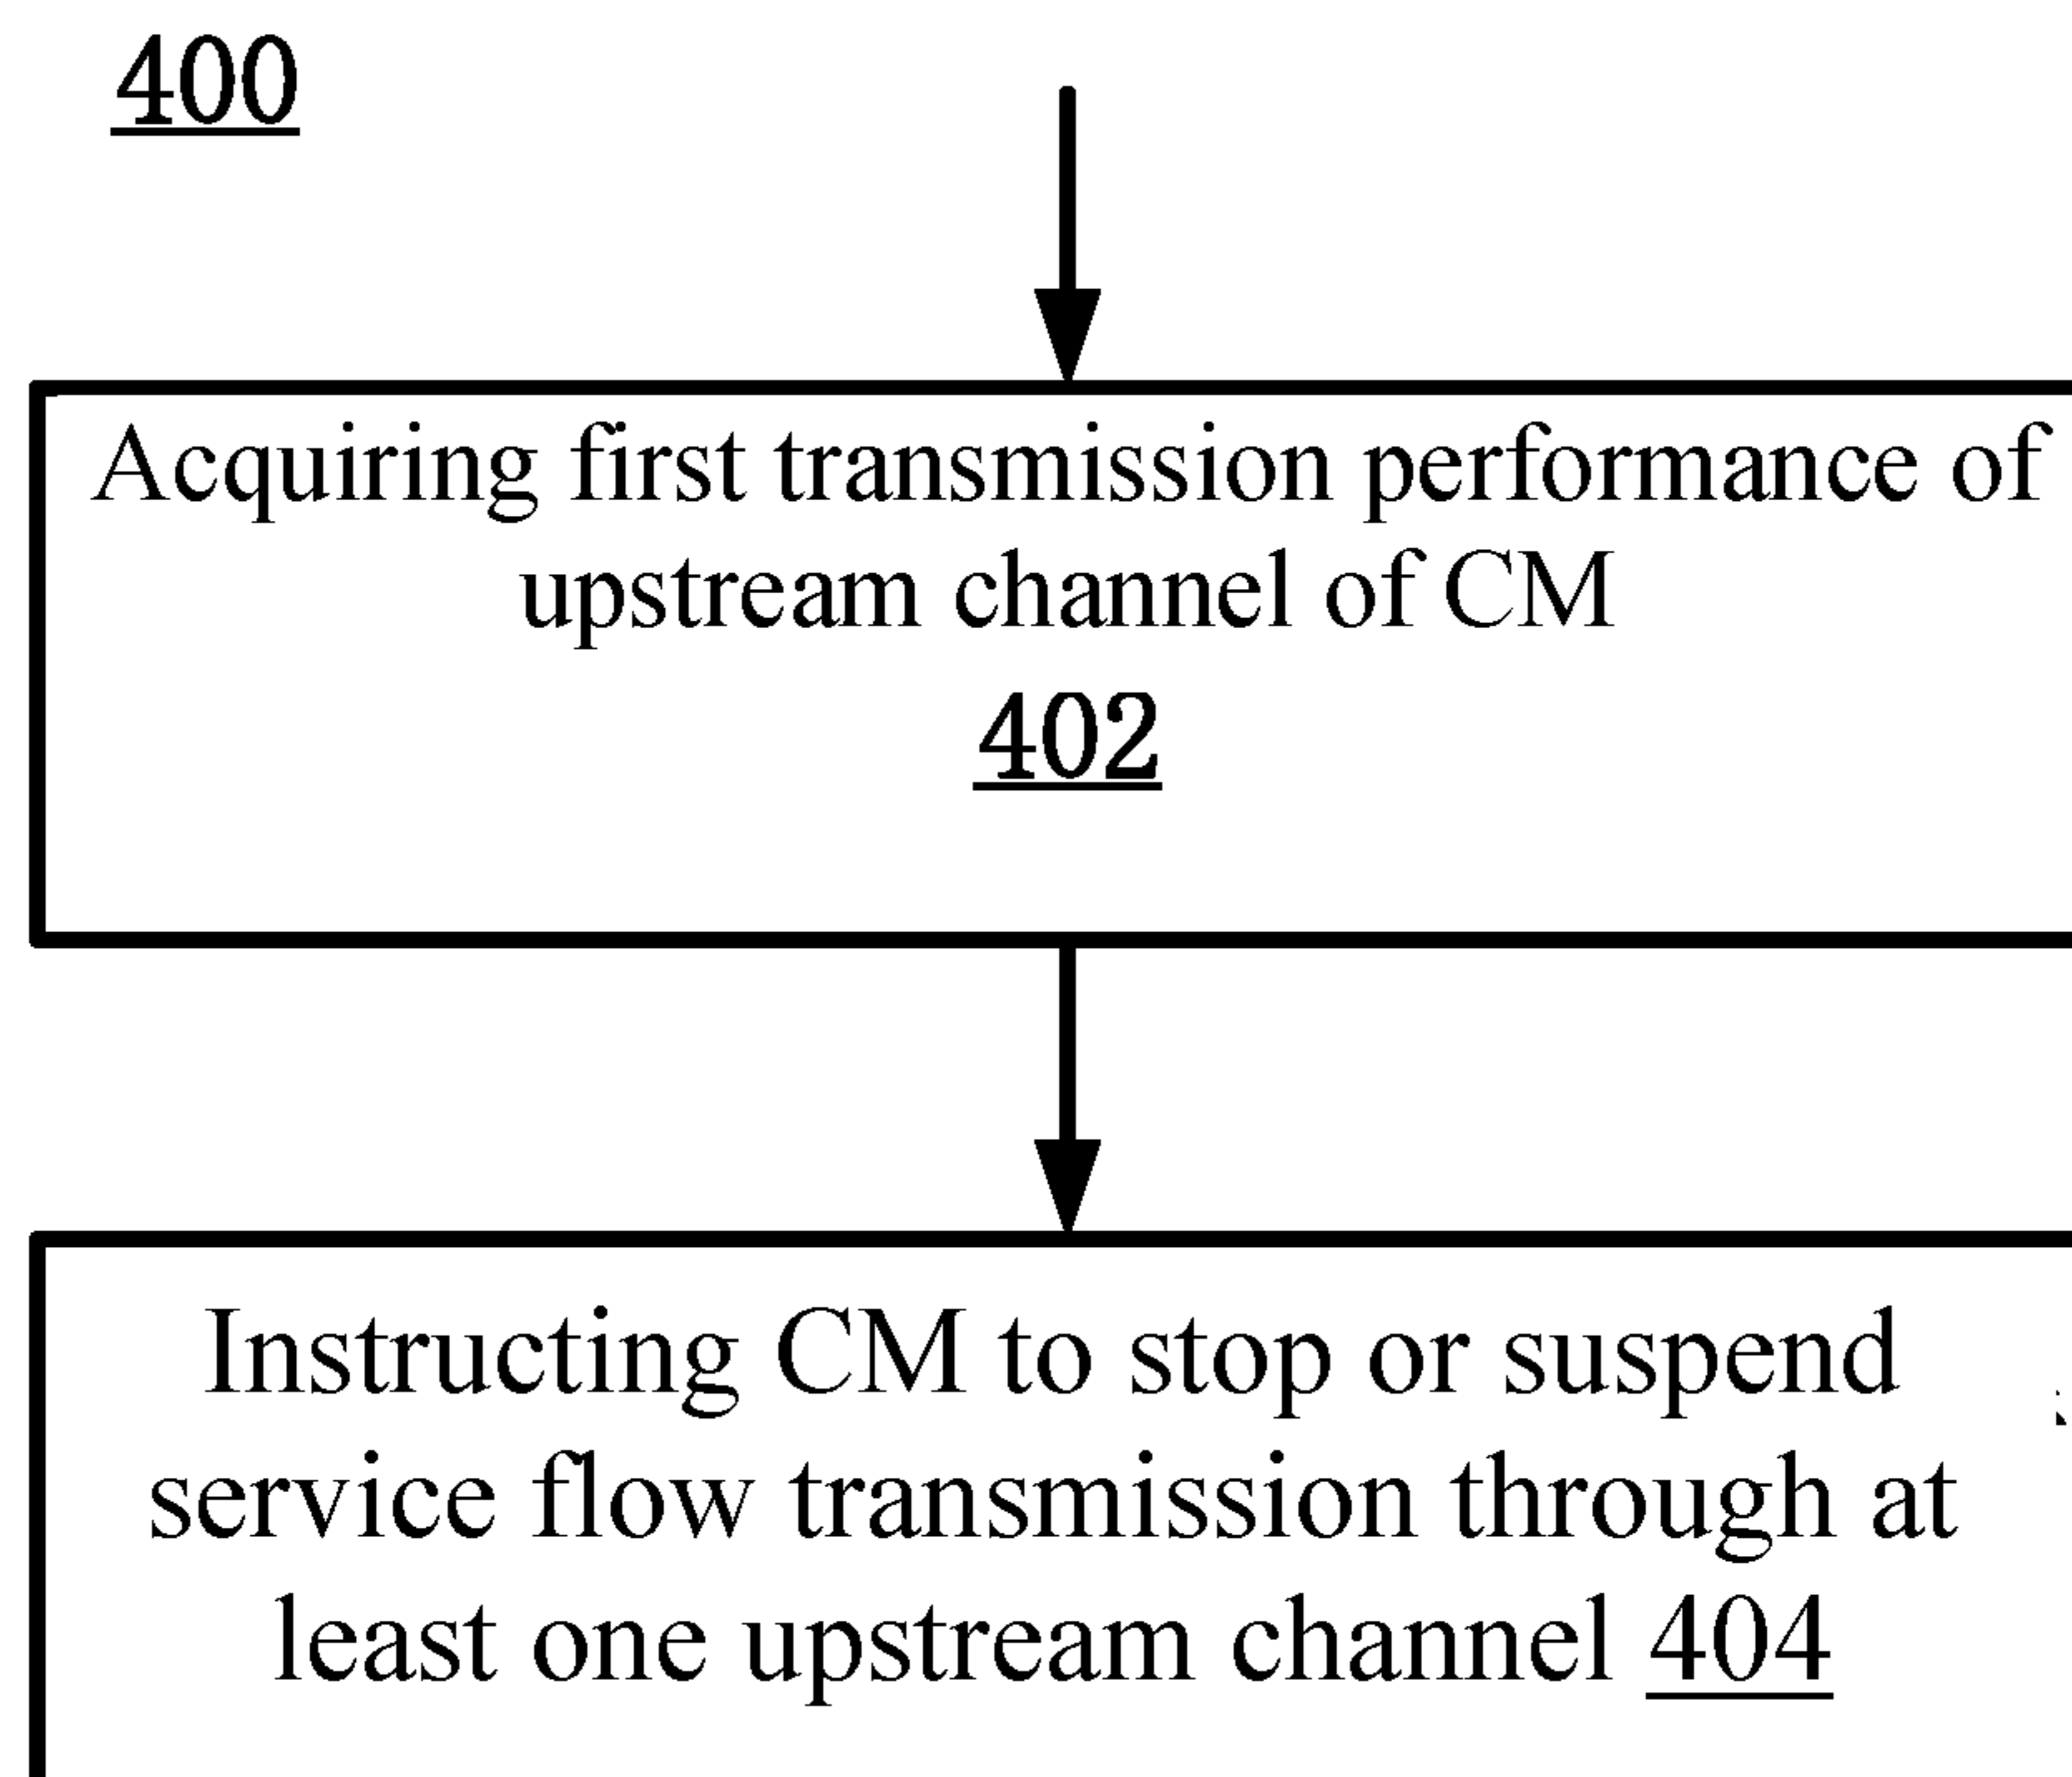 400
Acquiring first transmission performance of
upstream channel of CM
402
Instructing CM to stop or suspend
service flow transmission through at
least one upstream channel 404